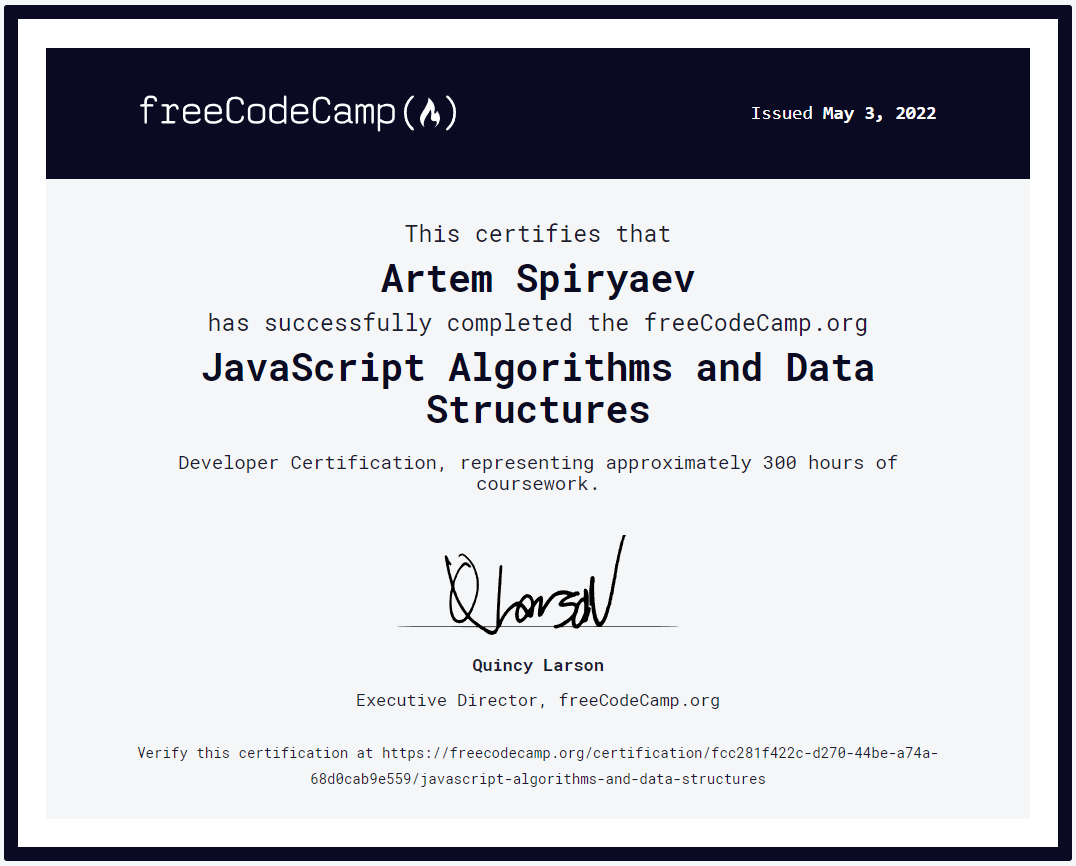 freeCodeCamp(🔥)
Issued May 3, 2022
This certifies that
Artem Spiryaev
has successfully completed the freeCodeCamp.org
JavaScript Algorithms and Data
Structures
Developer Certification, representing approximately 300 hours of
coursework.
Q Larson
Quincy Larson
Executive Director, freeCodeCamp.org
Verify this certification at https://freecodecamp.org/certification/fcc281f422c-d270-44be-a74a-
68d0cab9e559/javascript-algorithms-and-data-structures